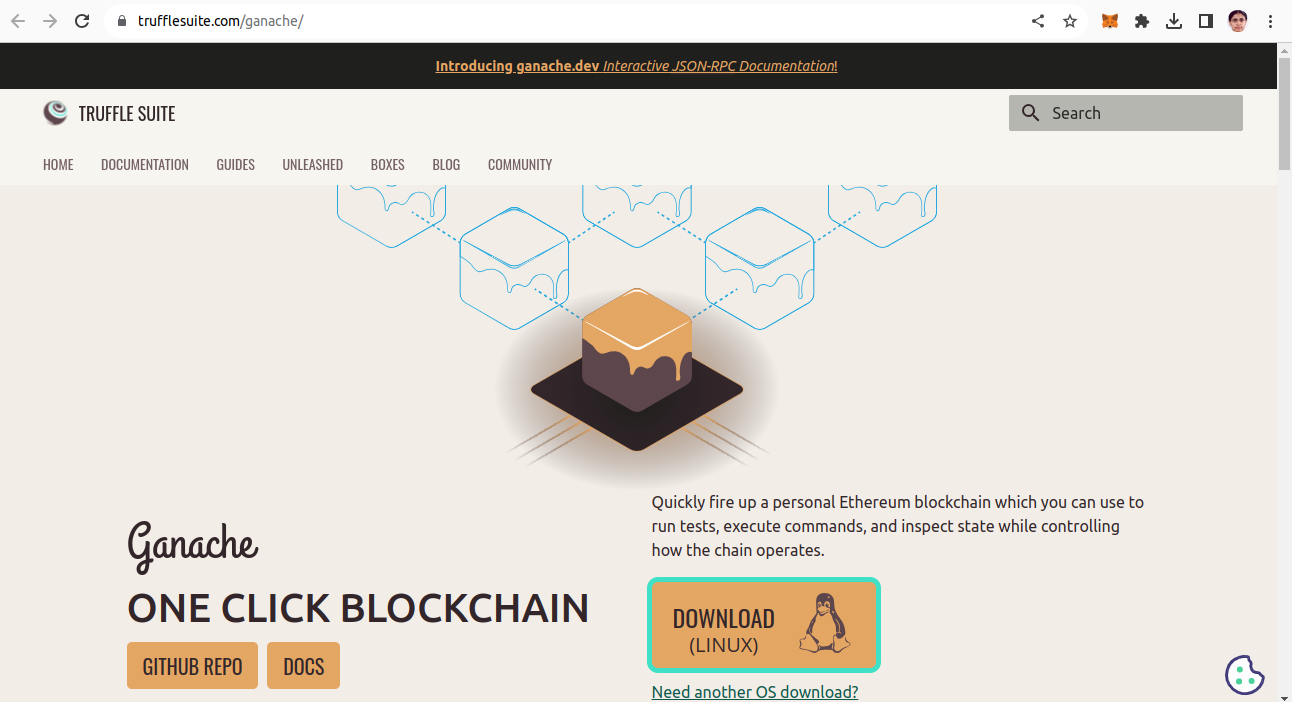 trufflesuite.com/ganache/
Introducing ganache.dev Interactive JSON-RPC Documentation!
TRUFFLE SUITE
Search
HOME DOCUMENTATION GUIDES UNLEASHED BOXES BLOG COMMUNITY
Ganache
ONE CLICK BLOCKCHAIN
GITHUB REPO DOCS
Quickly fire up a personal Ethereum blockchain which you can use to
run tests, execute commands, and inspect state while controlling
how the chain operates.
DOWNLOAD
(LINUX)
Need another OS download?